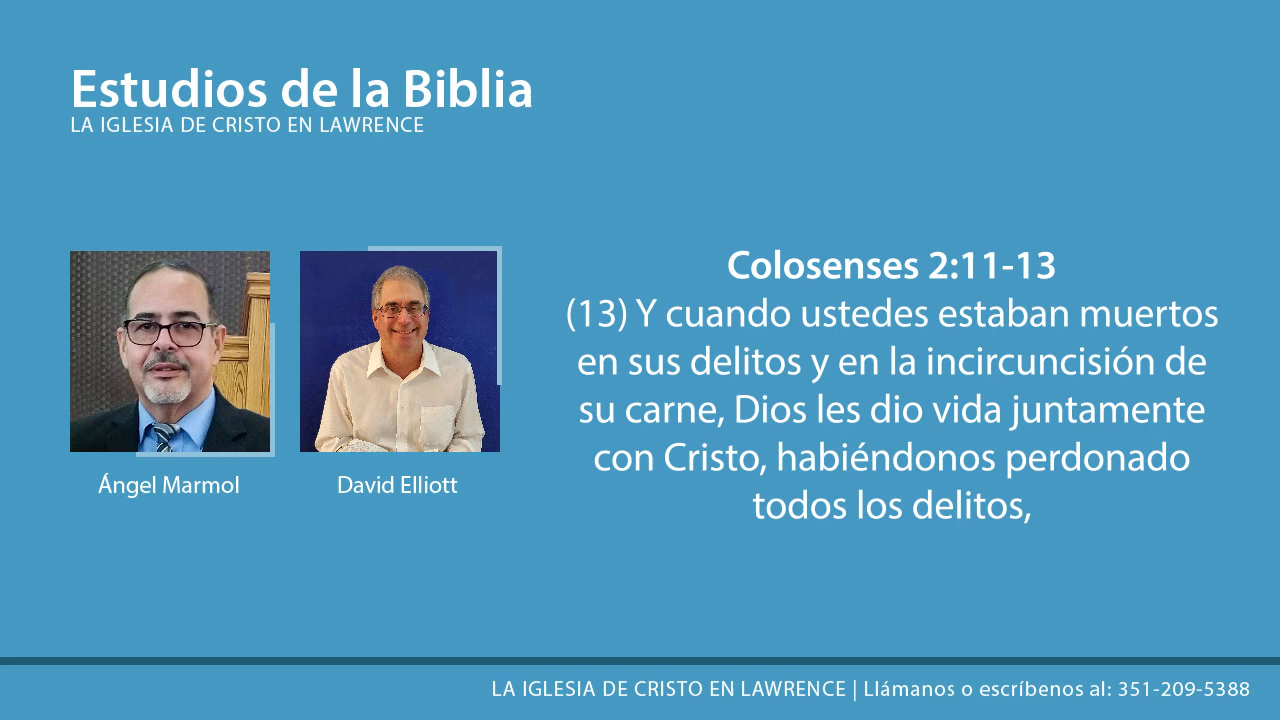 Estudios de la Biblia
LA IGLESIA DE CRISTO EN LAWRENCE
Ángel Marmol
David Elliott
Colosenses 2:11-13
(13) Y cuando ustedes estaban muertos
en sus delitos y en la incircuncisión de
su carne, Dios les dio vida juntamente
con Cristo, habiéndonos perdonado
todos los delitos,
LA IGLESIA DE CRISTO EN LAWRENCE | Llámanos o escríbenos al: 351-209-5388